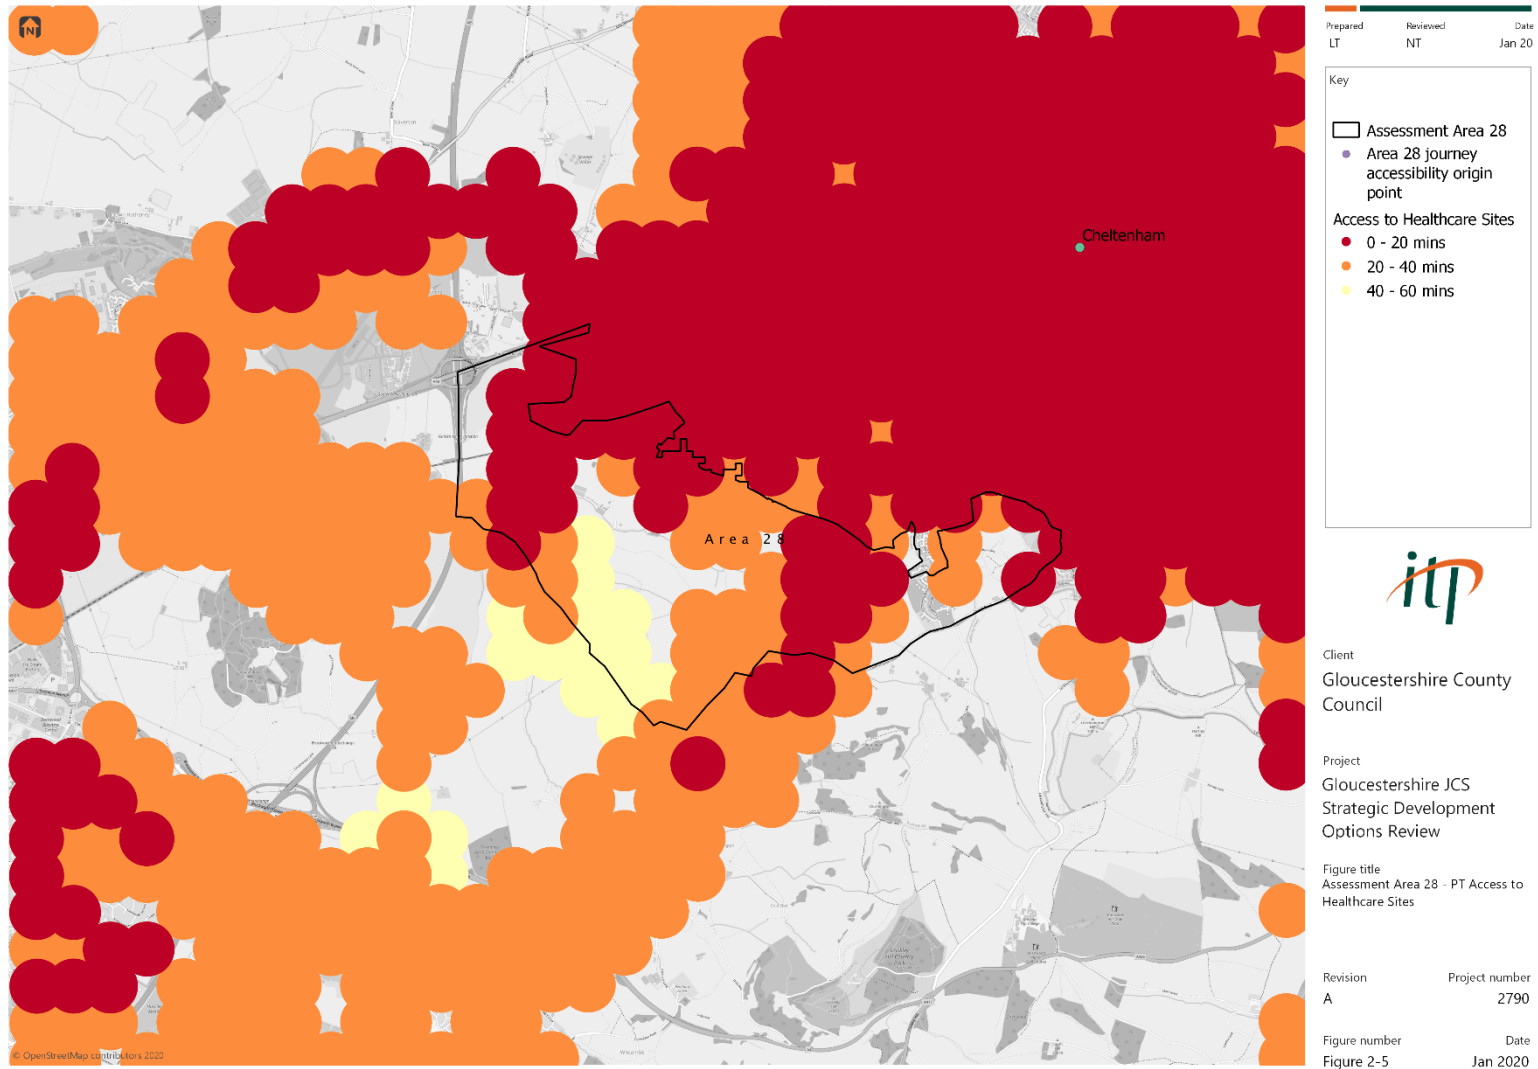 N
Cheltenham
Area 28
© OpenStreetMap contributors 2020
Prepared Reviewed Date
LT NT Jan 20
Key
Assessment Area 28
Area 28 journey
accessibility origin
point
Access to Healthcare Sites
0 - 20 mins
20 - 40 mins
40 - 60 mins
itp
Client
Gloucestershire County
Council
Project
Gloucestershire JCS
Strategic Development
Options Review
Figure title
Assessment Area 28 - PT Access to
Healthcare Sites
Revision Project number
A 2790
Figure number Date
Figure 2-5 Jan 2020